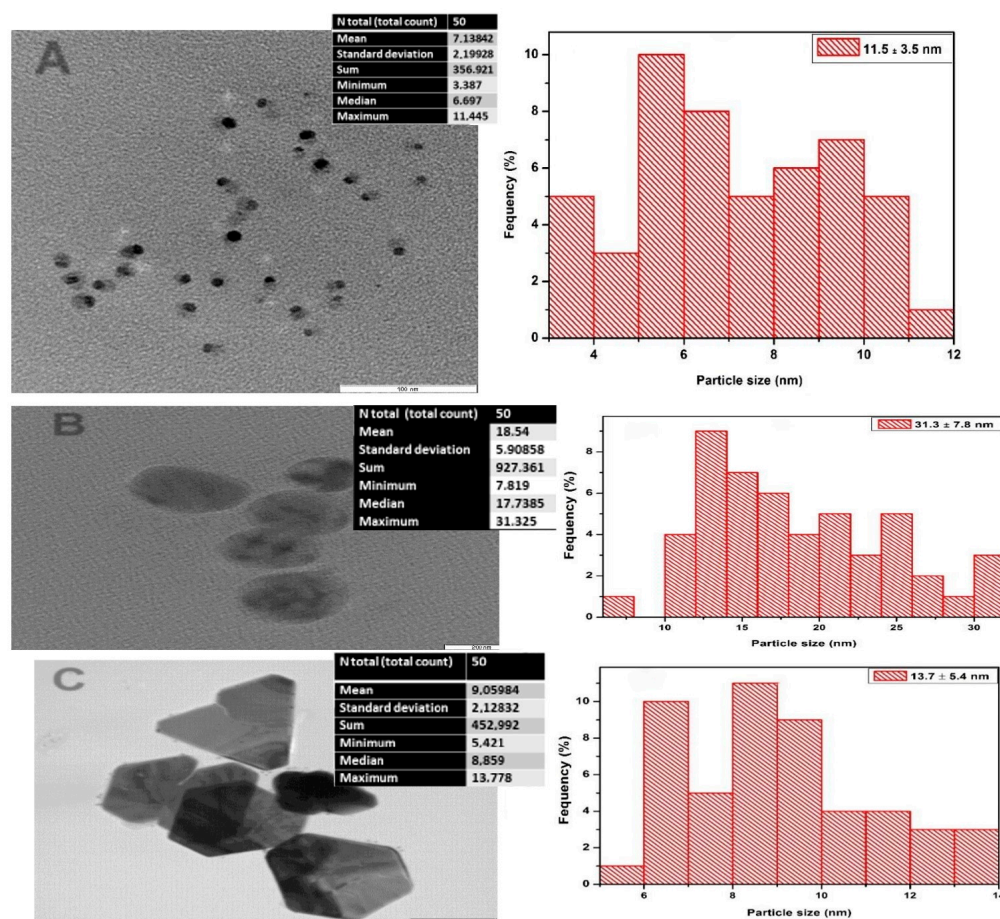 A
N total (total count) 50
Mean 7.13842
Standard deviation 2,19928
Sum 356.921
Minimum 3.387
Median 6.697
Maximum 11,445
100 nm
11.5 ± 3.5 nm
Fequency (%)
10
8
6
4
2
0
4 6 8 10 12
Particle size (nm)
B
N total (total count) 50
Mean 18.54
Standard deviation 5.90858
Sum 927.361
Minimum 7.819
Median 17.7385
Maximum 31.325
31.3 ± 7.8 nm
Fequency (%)
8
6
4
2
0
10 15 20 25 30
Particle size (nm)
C
N total (total count) 50
Mean 9,05984
Standard deviation 2,12832
Sum 452,992
Minimum 5,421
Median 8,859
Maximum 13.778
13.7 ± 5.4 nm
Fequency (%)
10
8
6
4
2
0
6 8 10 12 14
Particle size (nm)